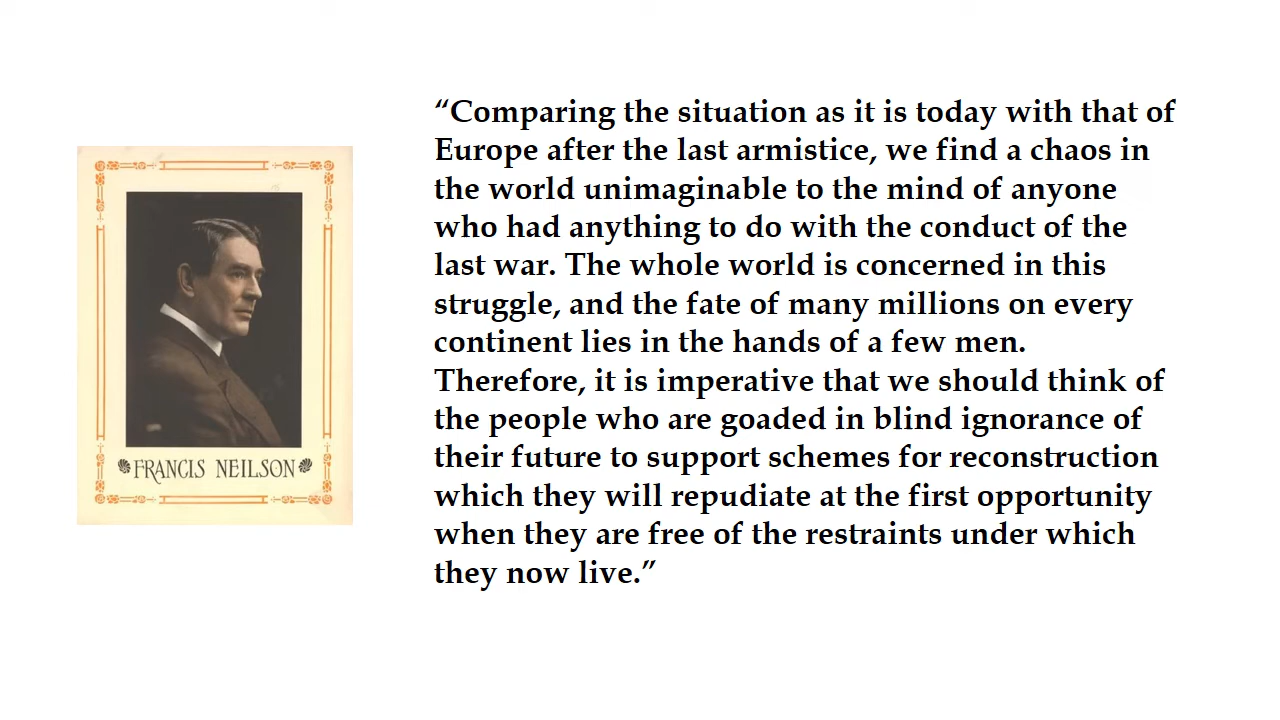 FRANCIS NEILSON
“Comparing the situation as it is today with that of
Europe after the last armistice, we find a chaos in
the world unimaginable to the mind of anyone
who had anything to do with the conduct of the
last war. The whole world is concerned in this
struggle, and the fate of many millions on every
continent lies in the hands of a few men.
Therefore, it is imperative that we should think of
the people who are goaded in blind ignorance of
their future to support schemes for reconstruction
which they will repudiate at the first opportunity
when they are free of the restraints under which
they now live.”